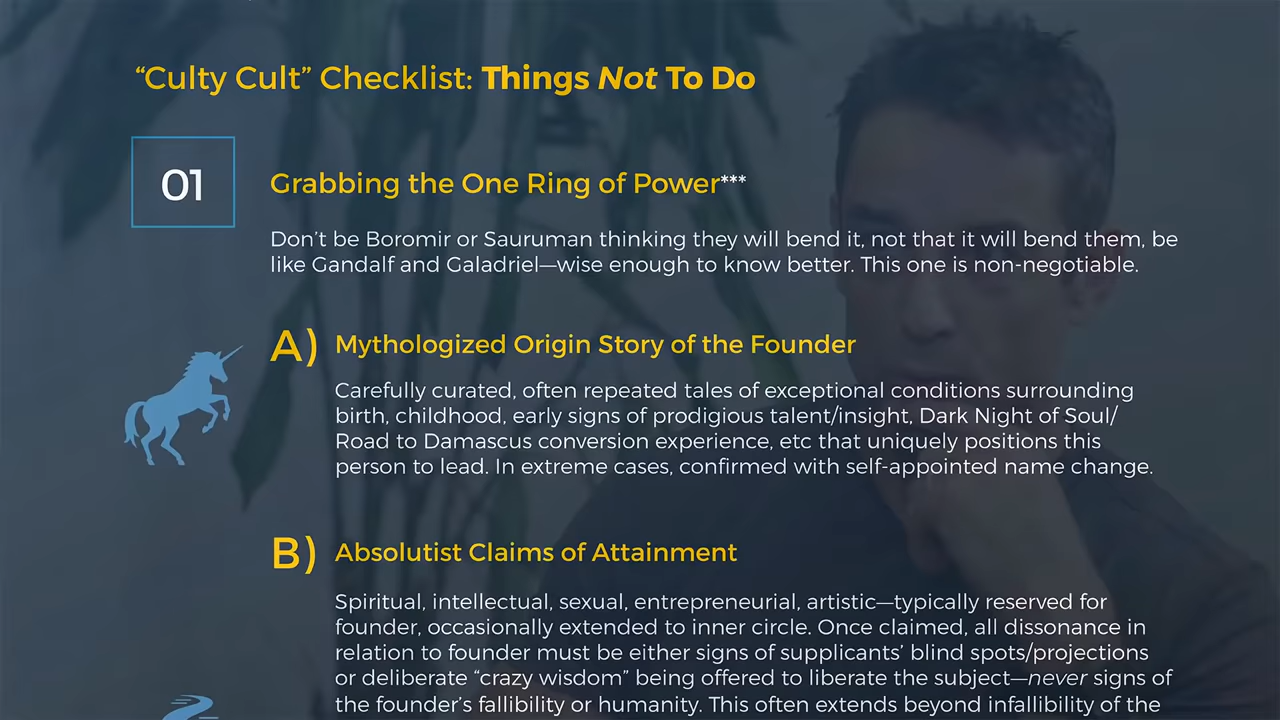 “Culty Cult” Checklist: Things Not To Do
01
Grabbing the One Ring of Power***
Don’t be Boromir or Sauruman thinking they will bend it, not that it will bend them, be
like Gandalf and Galadriel—wise enough to know better. This one is non-negotiable.
A) Mythologized Origin Story of the Founder
Carefully curated, often repeated tales of exceptional conditions surrounding
birth, childhood, early signs of prodigious talent/insight, Dark Night of Soul/
Road to Damascus conversion experience, etc that uniquely positions this
person to lead. In extreme cases, confirmed with self-appointed name change.
B) Absolutist Claims of Attainment
Spiritual, intellectual, sexual, entrepreneurial, artistic—typically reserved for
founder, occasionally extended to inner circle. Once claimed, all dissonance in
relation to founder must be either signs of supplicants’ blind spots/projections
or deliberate “crazy wisdom” being offered to liberate the subject—never signs of
the founder’s fallibility or humanity. This often extends beyond infallibility of the